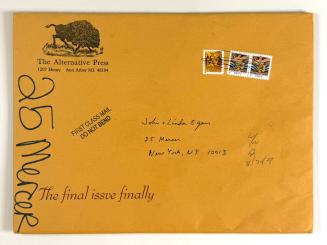 The Alternative Press
1207 Henry Ann Arbor MI 48104
FIRST CLASS MAIL
DO NOT BEND
John + Linda Egan
25 Mercer
New York, NY 10013
25 Mercer
The final issve finally